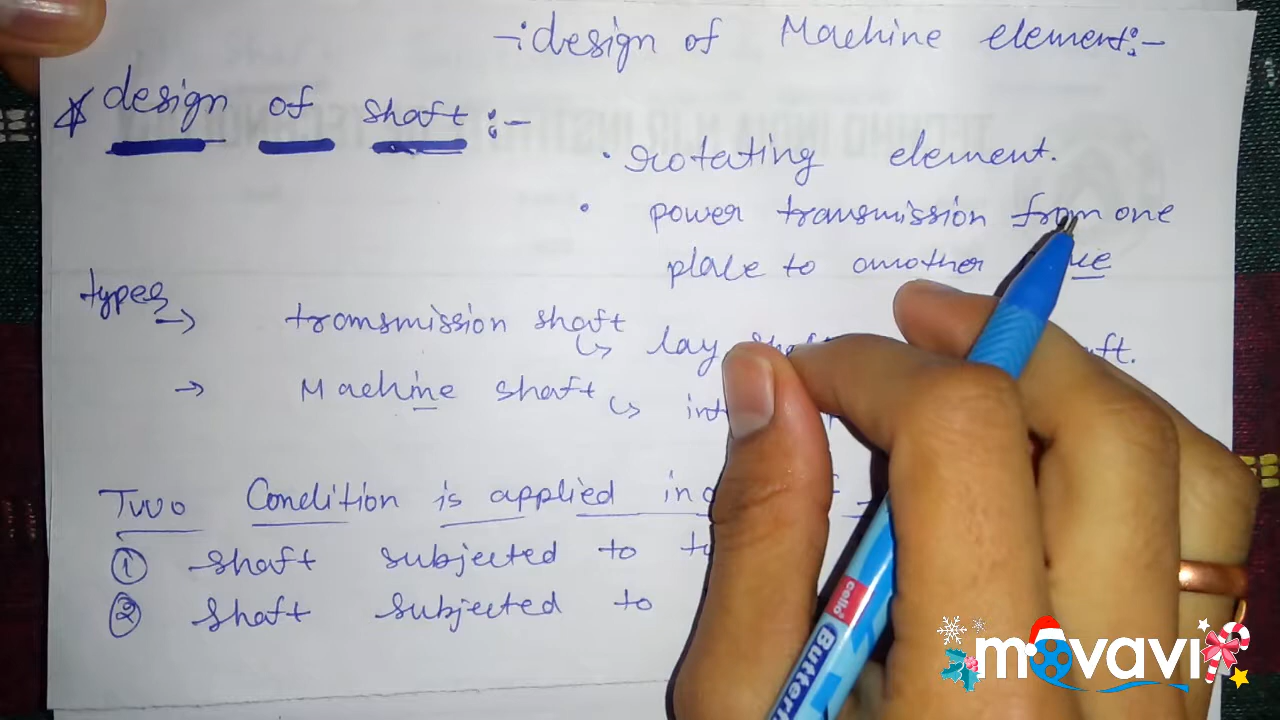 -: design of Machine element:-
* design of shaft:-
• rotating element.
• power transmission from one
place to another
types
→ transmission shaft
↳ lay
→ Machine shaft
↳
Two Condition is applied in
① shaft subjected to
② shaft subjected to
cello
Butter
movavi